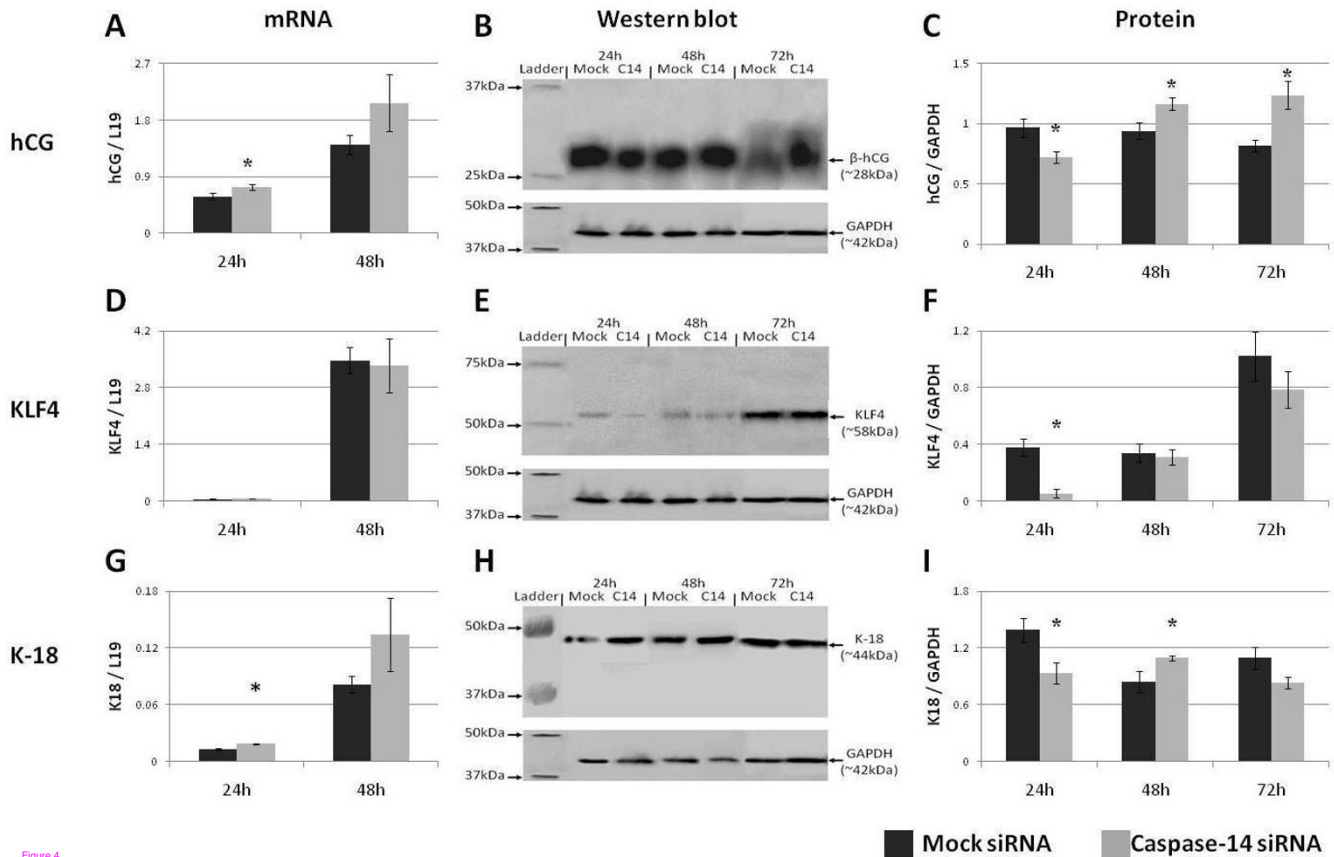 A mRNA B Western blot C Protein
hCG
hCG / L19
2.7
1.8
0.9
0
*
24h 48h
24h 48h 72h
Ladder Mock C14 Mock C14 Mock C14
37kDa
25kDa
β-hCG
(~28kDa)
50kDa
37kDa
GAPDH
(~42kDa)
hCG / GAPDH
1.5
1
0.5
0
* * *
24h 48h 72h
D E F
KLF4
KLF4 / L19
4.2
2.8
1.4
0
24h 48h
24h 48h 72h
Ladder Mock C14 Mock C14 Mock C14
75kDa
50kDa
KLF4
(~58kDa)
50kDa
37kDa
GAPDH
(~42kDa)
KLF4 / GAPDH
1.2
0.8
0.4
0
*
24h 48h 72h
G H I
K-18
K18 / L19
0.18
0.12
0.06
0
*
24h 48h
24h 48h 72h
Ladder Mock C14 Mock C14 Mock C14
50kDa
37kDa
K-18
(~44kDa)
50kDa
37kDa
GAPDH
(~42kDa)
K18 / GAPDH
1.8
1.2
0.6
0
* *
24h 48h 72h
Mock siRNA Caspase-14 siRNA
Figure 4